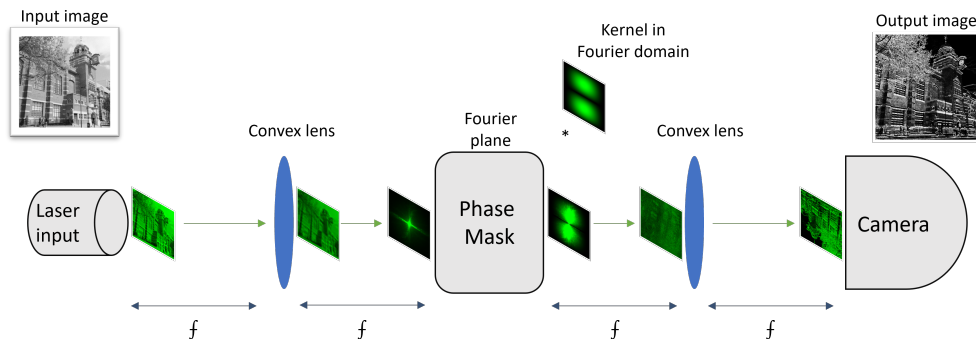 Input image
Output image
Kernel in
Fourier domain
Convex lens
Fourier
plane
*
Convex lens
Laser
input
Phase
Mask
Camera
f
f
f
f